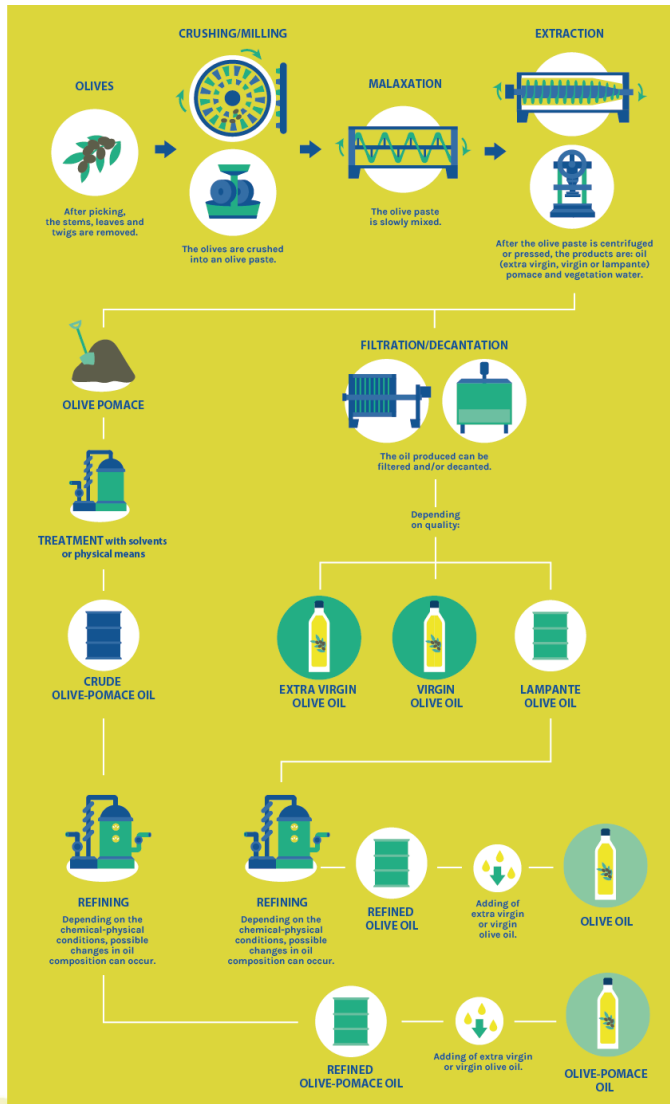 OLIVES
After picking,
the stems, leaves and
twigs are removed.
CRUSHING/MILLING
The olives are crushed
into an olive paste.
MALAXATION
The olive paste
is slowly mixed.
EXTRACTION
After the olive paste is centrifuged
or pressed, the products are: oil
(extra virgin, virgin or lampante)
pomace and vegetation water.
OLIVE POMACE
TREATMENT with solvents
or physical means
CRUDE
OLIVE-POMACE OIL
FILTRATION/DECANTATION
The oil produced can be
filtered and/or decanted.
Depending
on quality:
EXTRA VIRGIN
OLIVE OIL
VIRGIN
OLIVE OIL
LAMPANTE
OLIVE OIL
REFINING
Depending on the
chemical-physical
conditions, possible
changes in oil
composition can occur.
REFINING
Depending on the
chemical-physical
conditions, possible
changes in oil
composition can occur.
REFINED
OLIVE OIL
Adding of
extra virgin
or virgin
olive oil.
OLIVE OIL
REFINED
OLIVE-POMACE OIL
Adding of extra virgin
or virgin olive oil.
OLIVE-POMACE
OIL